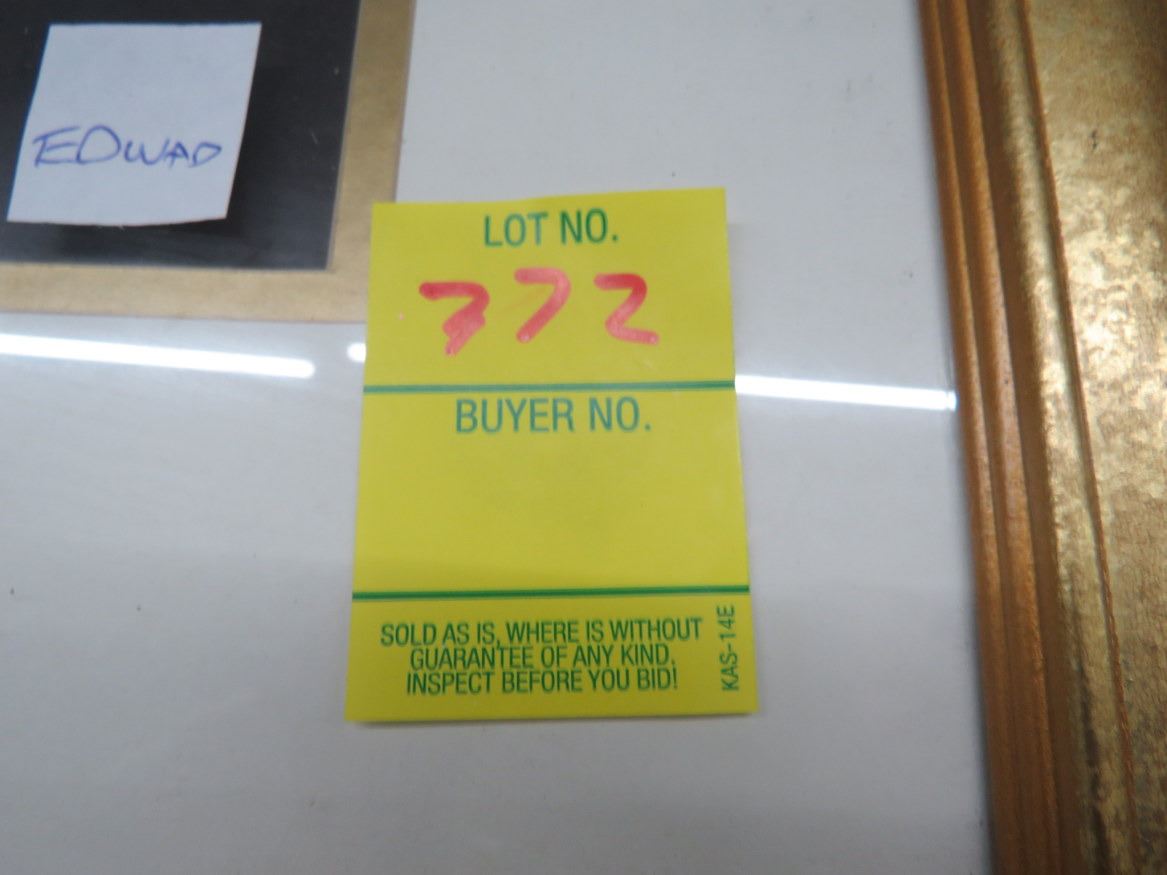 EDWAD
LOT NO.
372
BUYER NO.
SOLD AS IS, WHERE IS WITHOUT
GUARANTEE OF ANY KIND.
INSPECT BEFORE YOU BID!
KAS-14E